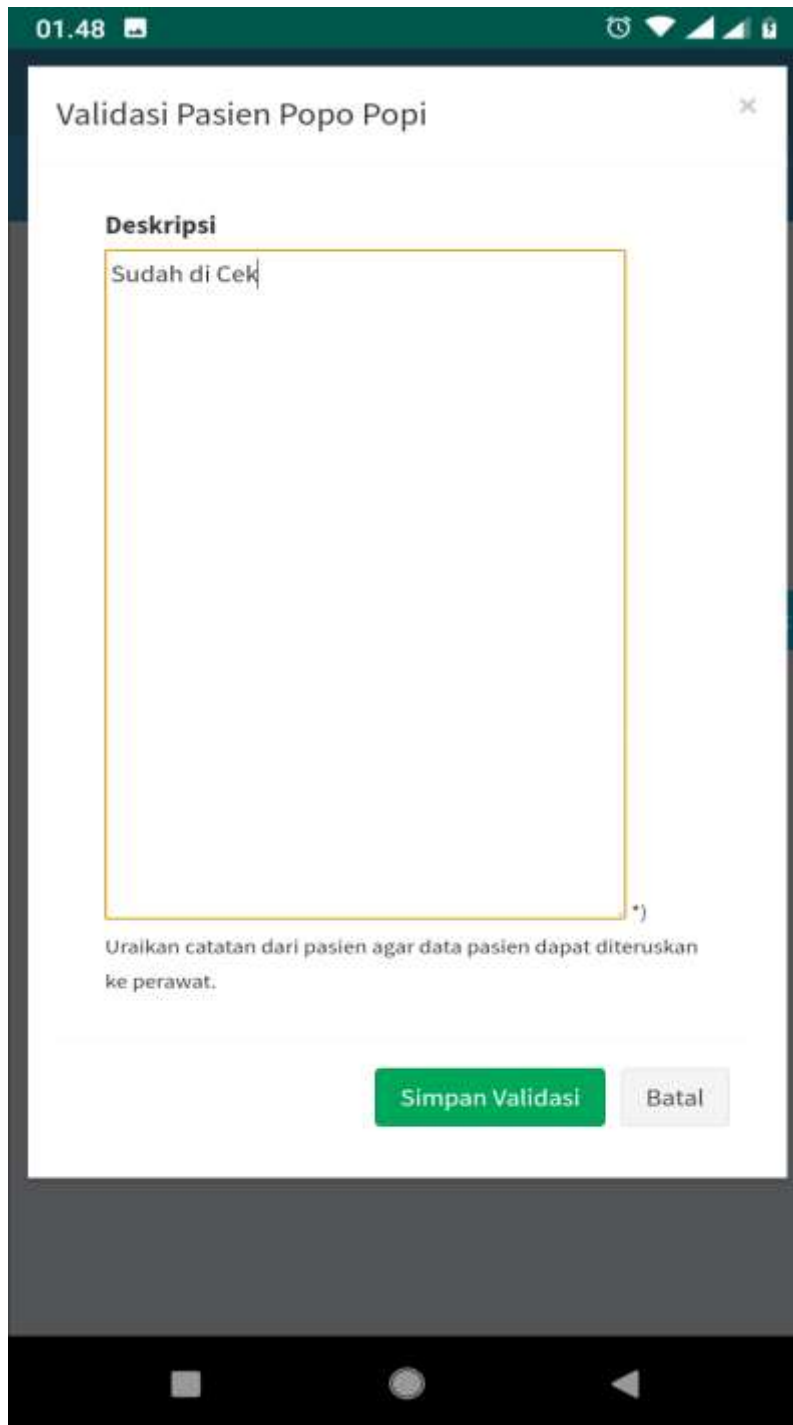 01.48
Validasi Pasien Popo Popi
×
Deskripsi
Sudah di Cek
*)
Uraikan catatan dari pasien agar data pasien dapat diteruskan
ke perawat.
Simpan Validasi
Batal